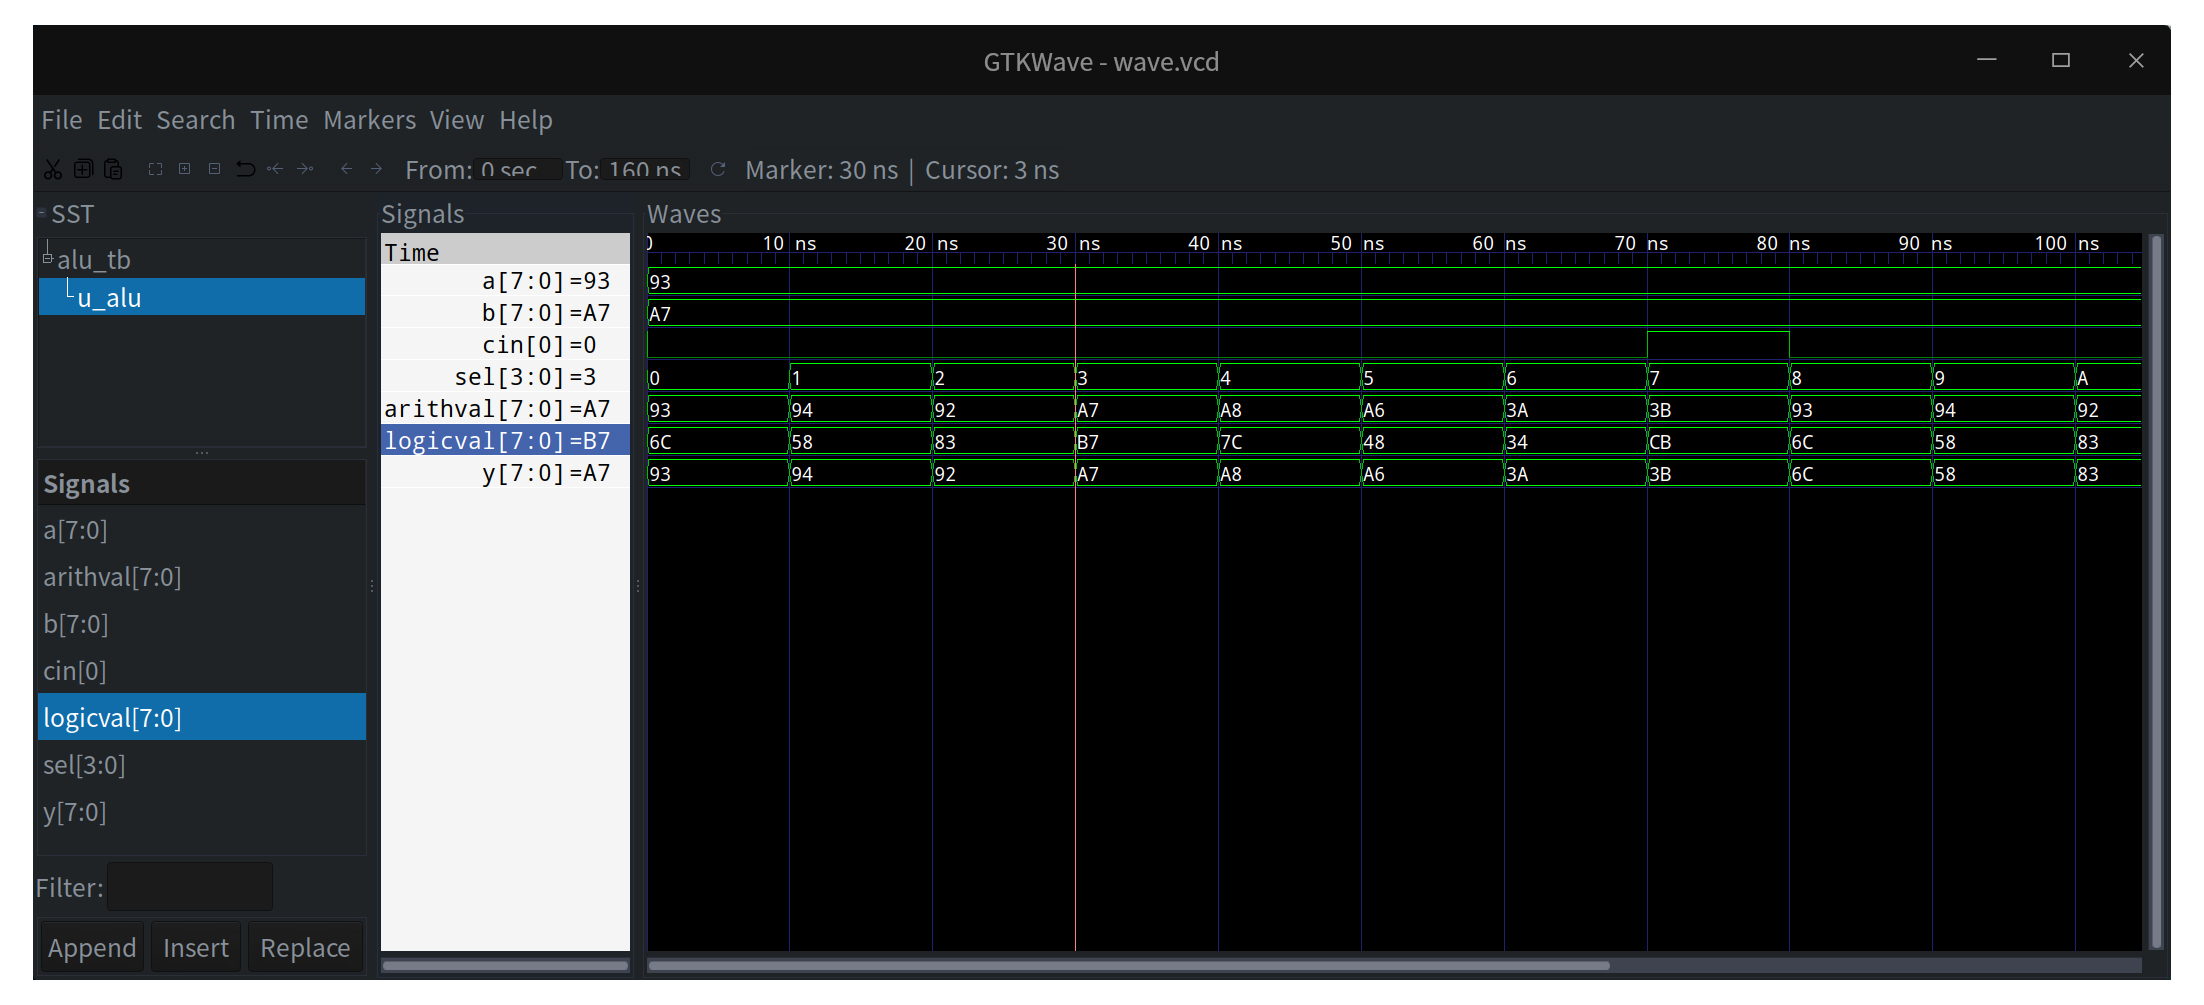 GTKWave - wave.vcd
File Edit Search Time Markers View Help
From: 0 sec To: 160 ns Marker: 30 ns | Cursor: 3 ns
SST
alu_tb
u_alu
Signals
a[7:0]
arithval[7:0]
b[7:0]
cin[0]
logicval[7:0]
sel[3:0]
y[7:0]
Filter:
Append Insert Replace
Signals
Time
a[7:0]=93
b[7:0]=A7
cin[0]=0
sel[3:0]=3
arithval[7:0]=A7
logicval[7:0]=B7
y[7:0]=A7
Waves
0 10 ns 20 ns 30 ns 40 ns 50 ns 60 ns 70 ns 80 ns 90 ns 100 ns
93
A7
0 1 2 3 4 5 6 7 8 9 A
93 94 92 A7 A8 A6 3A 3B 93 94 92
6C 58 83 B7 7C 48 34 CB 6C 58 83
93 94 92 A7 A8 A6 3A 3B 6C 58 83